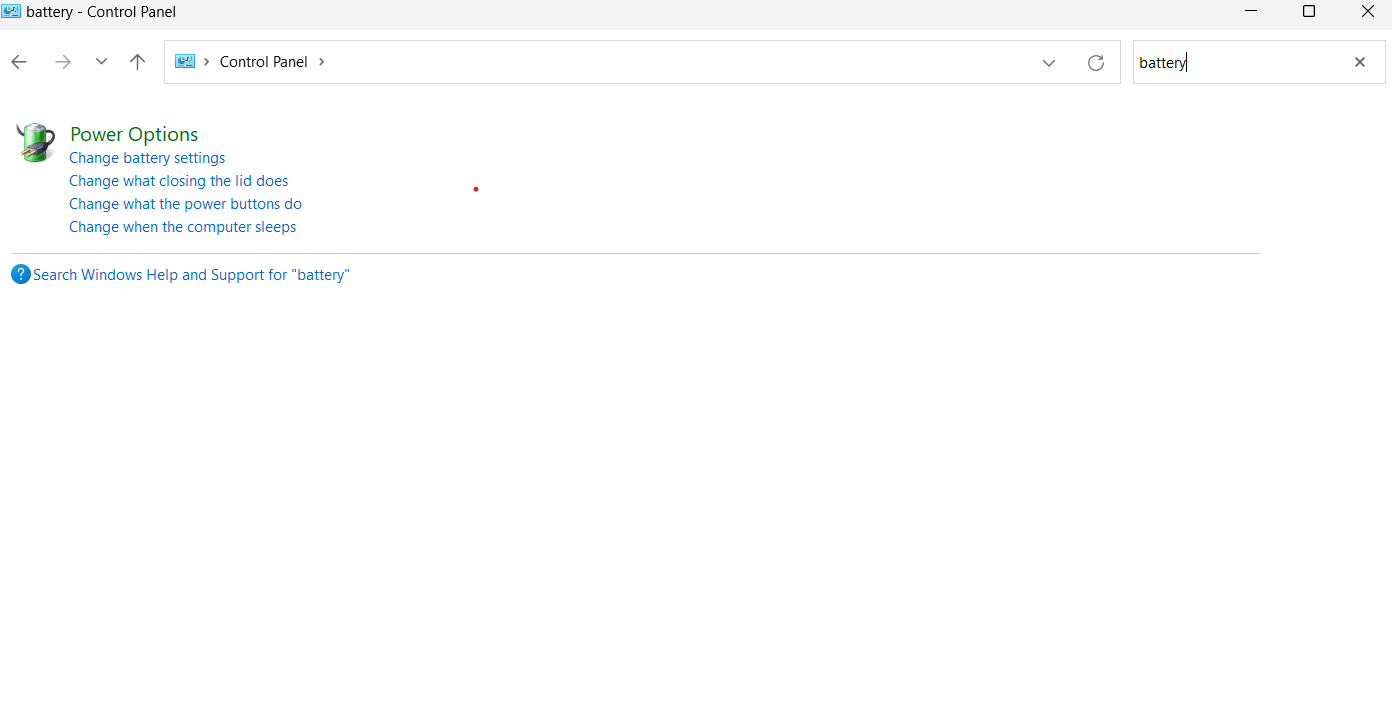 battery - Control Panel
Control Panel
battery
Power Options
Change battery settings
Change what closing the lid does
Change what the power buttons do
Change when the computer sleeps
? Search Windows Help and Support for "battery"